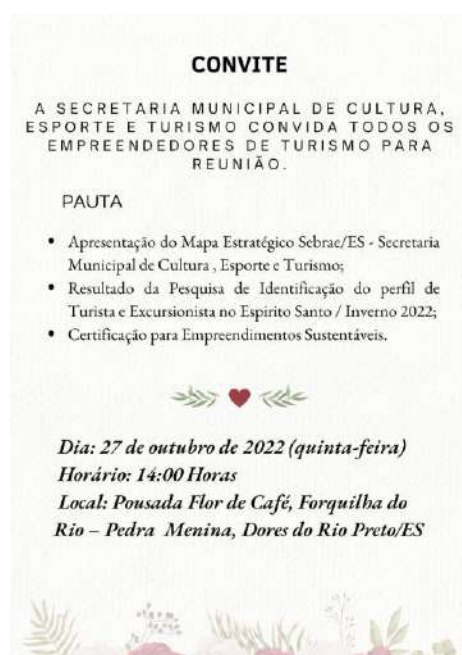 CONVITE
A SECRETARIA MUNICIPAL DE CULTURA,
ESPORTE E TURISMO CONVIDA TODOS OS
EMPREENDEDORES DE TURISMO PARA
REUNIÃO.
PAUTA
• Apresentação do Mapa Estratégico Sebrae/ES - Secretaria
Municipal de Cultura , Esporte e Turismo;
• Resultado da Pesquisa de Identificação do perfil de
Turista e Excursionista no Espirito Santo / Inverno 2022;
• Certificação para Empreendimentos Sustentáveis.
Dia: 27 de outubro de 2022 (quinta-feira)
Horário: 14:00 Horas
Local: Pousada Flor de Café, Forquilha do
Rio – Pedra Menina, Dores do Rio Preto/ES